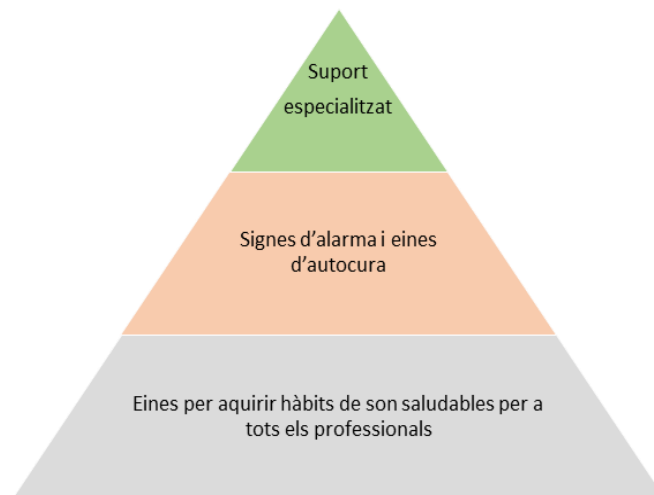 Suport
especialitzat
Signes d’alarma i eines
d’autocura
Eines per aquirir hàbits de son saludables per a
tots els professionals